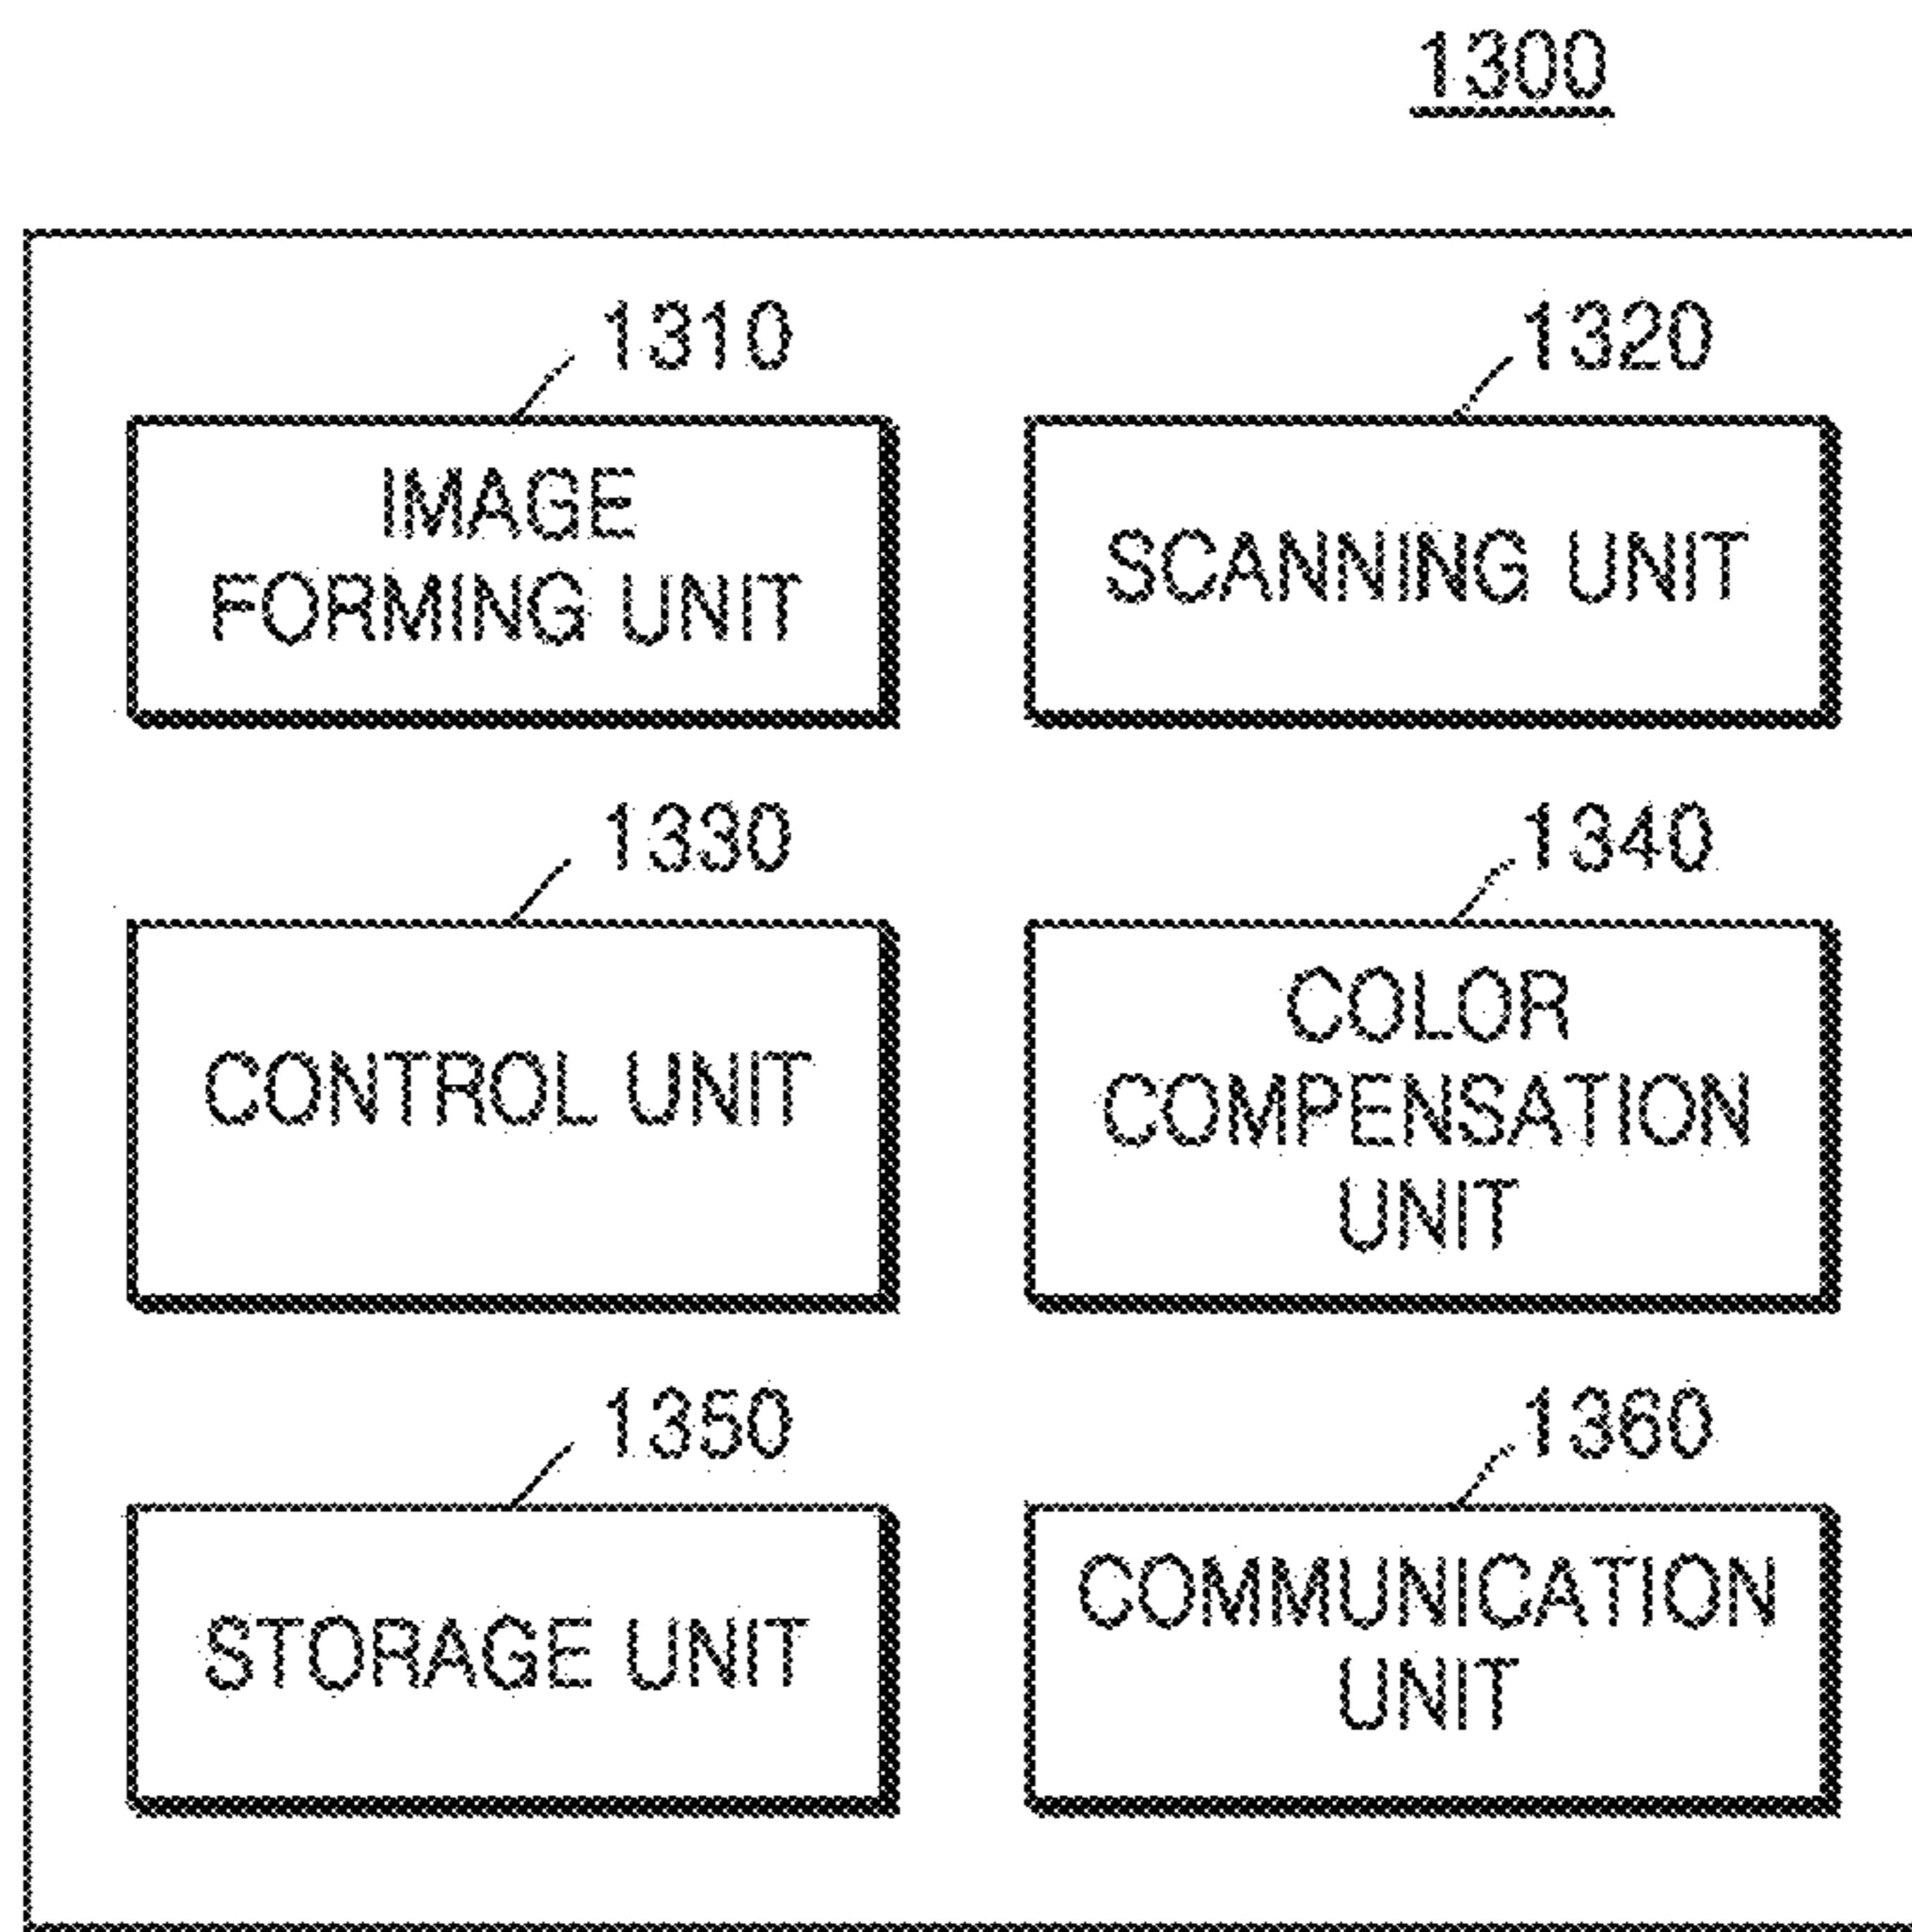 1300
1310
IMAGE
FORMING UNIT
1320
SCANNING UNIT
1330
CONTROL UNIT
1340
COLOR
COMPENSATION
UNIT
1350
STORAGE UNIT
1360
COMMUNICATION
UNIT